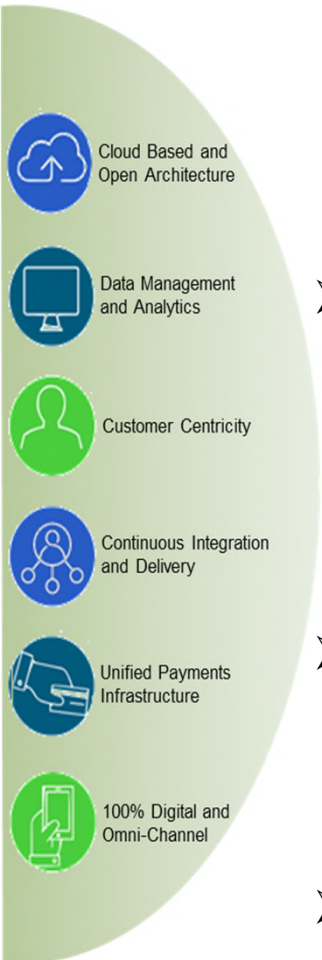 Cloud Based and
Open Architecture
Data Management
and Analytics
Customer Centricity
Continuous Integration
and Delivery
Unified Payments
Infrastructure
100% Digital and
Omni-Channel